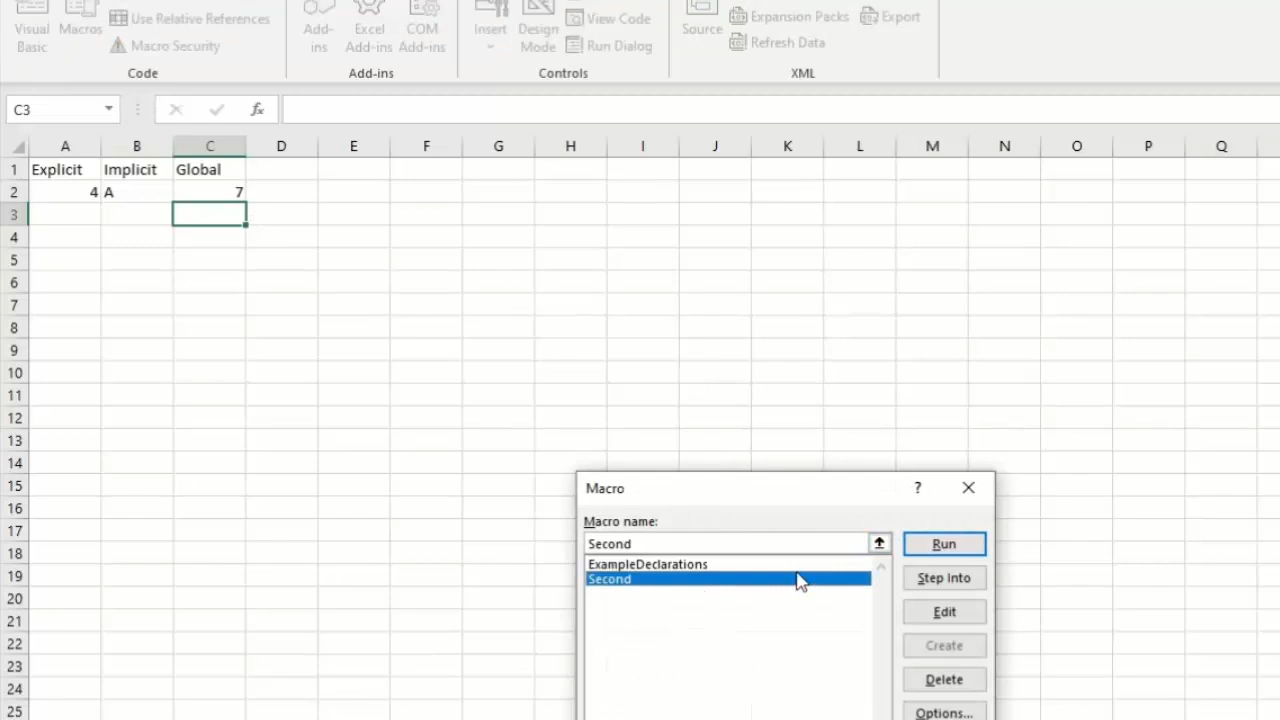 Visual Basic
Macros
Use Relative References
Macro Security
Add-ins
Excel Add-ins
COM Add-ins
Insert
Design Mode
View Code
Run Dialog
Source
Expansion Packs
Refresh Data
Export
Code
Add-ins
Controls
XML
C3
fx
A B C D E F G H I J K L M N O P Q
1 Explicit Implicit Global
2 4 A 7
3
4
5
6
7
8
9
10
11
12
13
14
15
16
17
18
19
20
21
22
23
24
25
Macro ?
Macro name:
Second
ExampleDeclarations
Second
Run
Step Into
Edit
Create
Delete
Options...